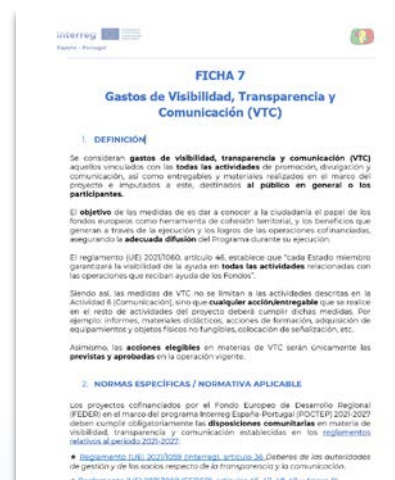 Interreg
España - Portugal
FICHA 7
Gastos de Visibilidad, Transparencia y
Comunicación (VTC)
1. DEFINICIÓN
Se consideran gastos de visibilidad, transparencia y comunicación (VTC)
aquellos vinculados con las todas las actividades de promoción, divulgación y
comunicación, así como entregables y materiales realizados en el marco del
proyecto e imputados a este, destinados al público en general o los
participantes.
El objetivo de las medidas de es dar a conocer a la ciudadanía el papel de los
fondos europeos como herramienta de cohesión territorial, y los beneficios que
generan a través de la ejecución y los logros de las operaciones cofinanciadas,
asegurando la adecuada difusión del Programa durante su ejecución.
El reglamento (UE) 2021/1060, artículo 46, establece que "cada Estado miembro
garantizará la visibilidad de la ayuda en todas las actividades relacionadas con
las operaciones que reciban ayuda de los Fondos".
Siendo así, las medidas de VTC no se limitan a las actividades descritas en la
Actividad 6 (Comunicación), sino que cualquier acción/entregable que se realice
en el resto de actividades del proyecto deberá cumplir dichas medidas. Por
ejemplo: informes, materiales didácticos, acciones de formación, adquisición de
equipamientos y objetos físicos no fungibles, colocación de señalización, etc.
Asimismo, las acciones elegibles en materias de VTC serán únicamente las
previstas y aprobadas en la operación vigente.
2. NORMAS ESPECÍFICAS / NORMATIVA APLICABLE
Los proyectos cofinanciados por el Fondo Europeo de Desarrollo Regional
(FEDER) en el marco del programa Interreg España-Portugal (POCTEP) 2021-2027
deben cumplir obligatoriamente las disposiciones comunitarias en materia de
visibilidad, transparencia y comunicación establecidas en los reglamentos
relativos al periodo 2021-2027:
★ Reglamento (UE) 2021/1059 (Interreg), artículo 36 Deberes de las autoridades
de gestión y de los socios respecto de la transparencia y la comunicación.